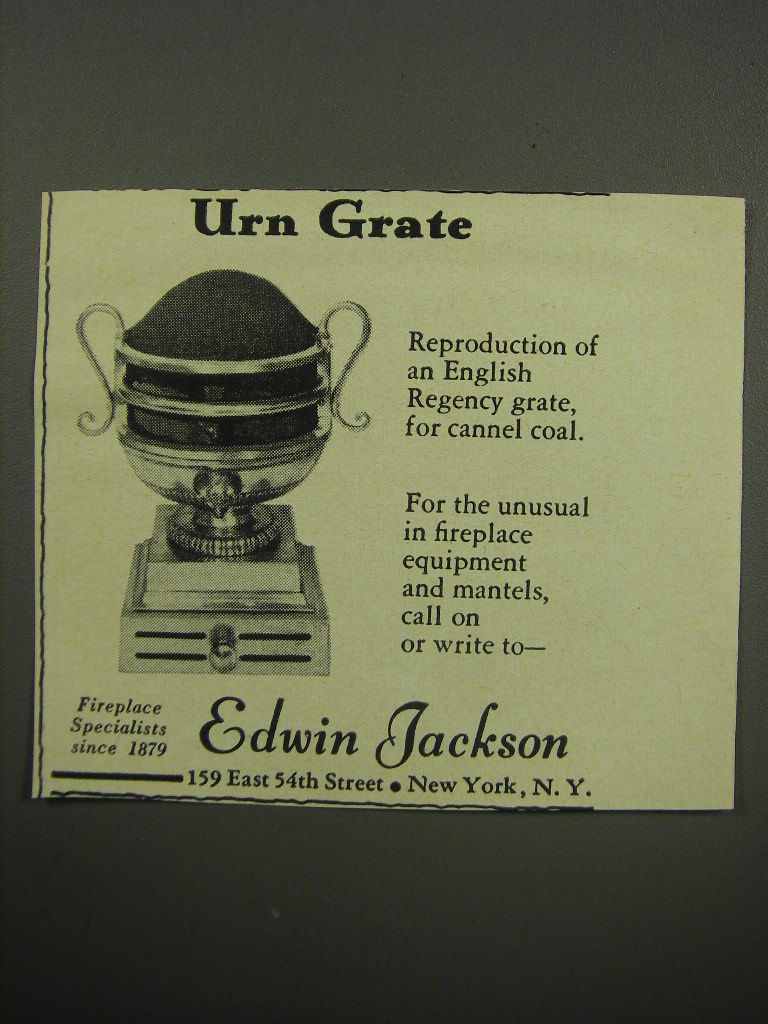 Urn Grate
Reproduction of
an English
Regency grate,
for cannel coal.
For the unusual
in fireplace
equipment
and mantels,
call on
or write to—
Fireplace
Specialists
since 1879
Edwin Jackson
159 East 54th Street • New York, N. Y.